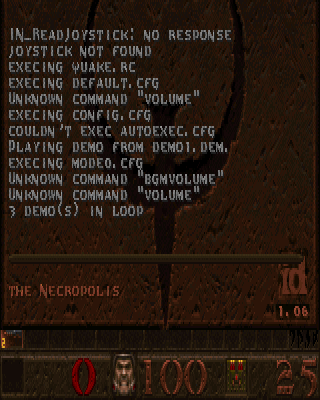 IN_ReadJoystick: no response
joystick not found
execing quake.rc
execing default.cfg
Unknown command "volume"
execing config.cfg
couldn't exec autoexec.cfg
Playing demo from demo1.dem.
execing mode0.cfg
Unknown command "bgmvolume"
Unknown command "volume"
3 demo(s) in loop
id
the Necropolis
1.06
2
0 100 25